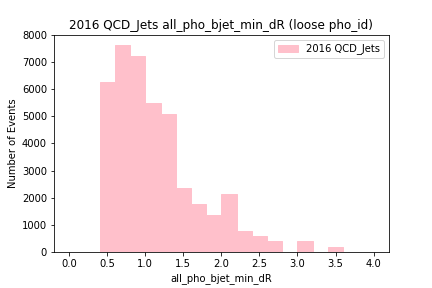 2016 QCD_Jets all_pho_bjet_min_dR (loose pho_id)
2016 QCD_Jets
Number of Events
8000
7000
6000
5000
4000
3000
2000
1000
0
0.0 0.5 1.0 1.5 2.0 2.5 3.0 3.5 4.0
all_pho_bjet_min_dR